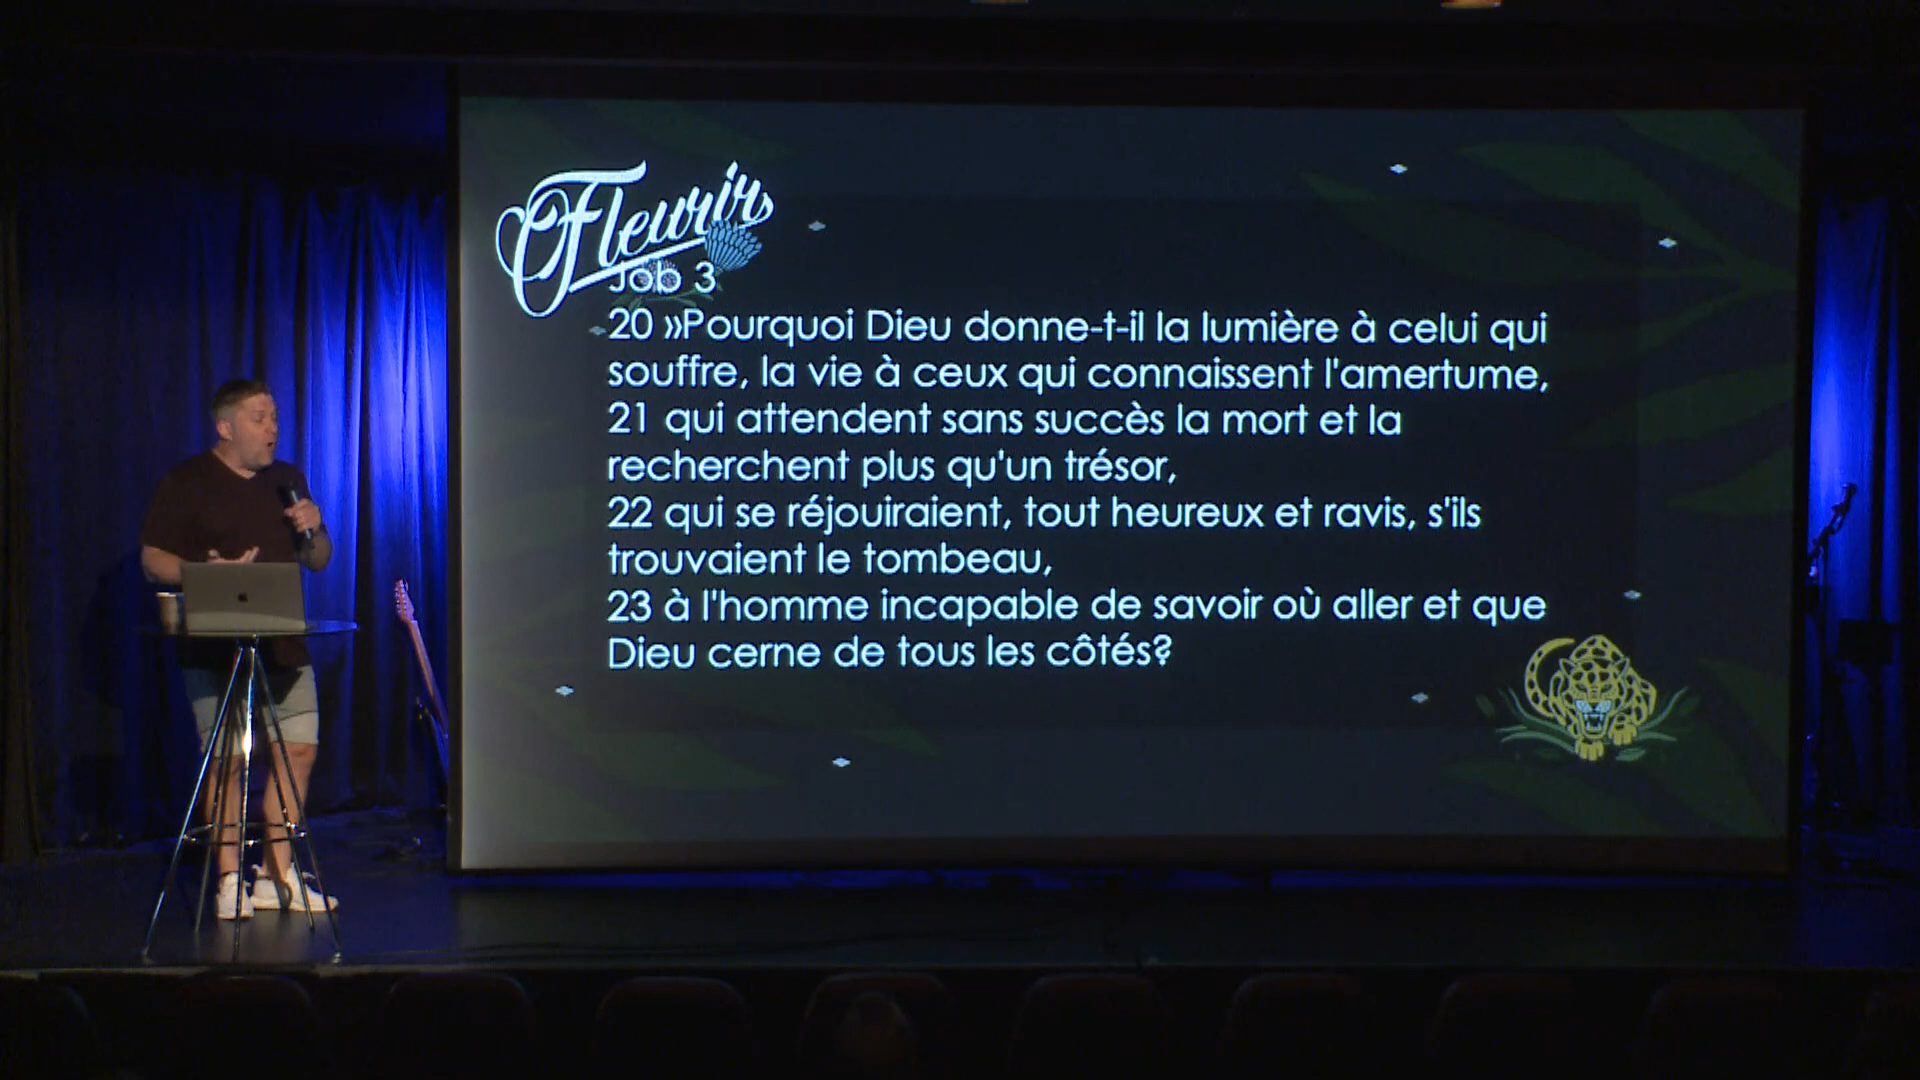 Fleurir
Job 3
20 »Pourquoi Dieu donne-t-il la lumière à celui qui
souffre, la vie à ceux qui connaissent l'amertume,
21 qui attendent sans succès la mort et la
recherchent plus qu'un trésor,
22 qui se réjouiraient, tout heureux et ravis, s'ils
trouvaient le tombeau,
23 à l'homme incapable de savoir où aller et que
Dieu cerne de tous les côtés?